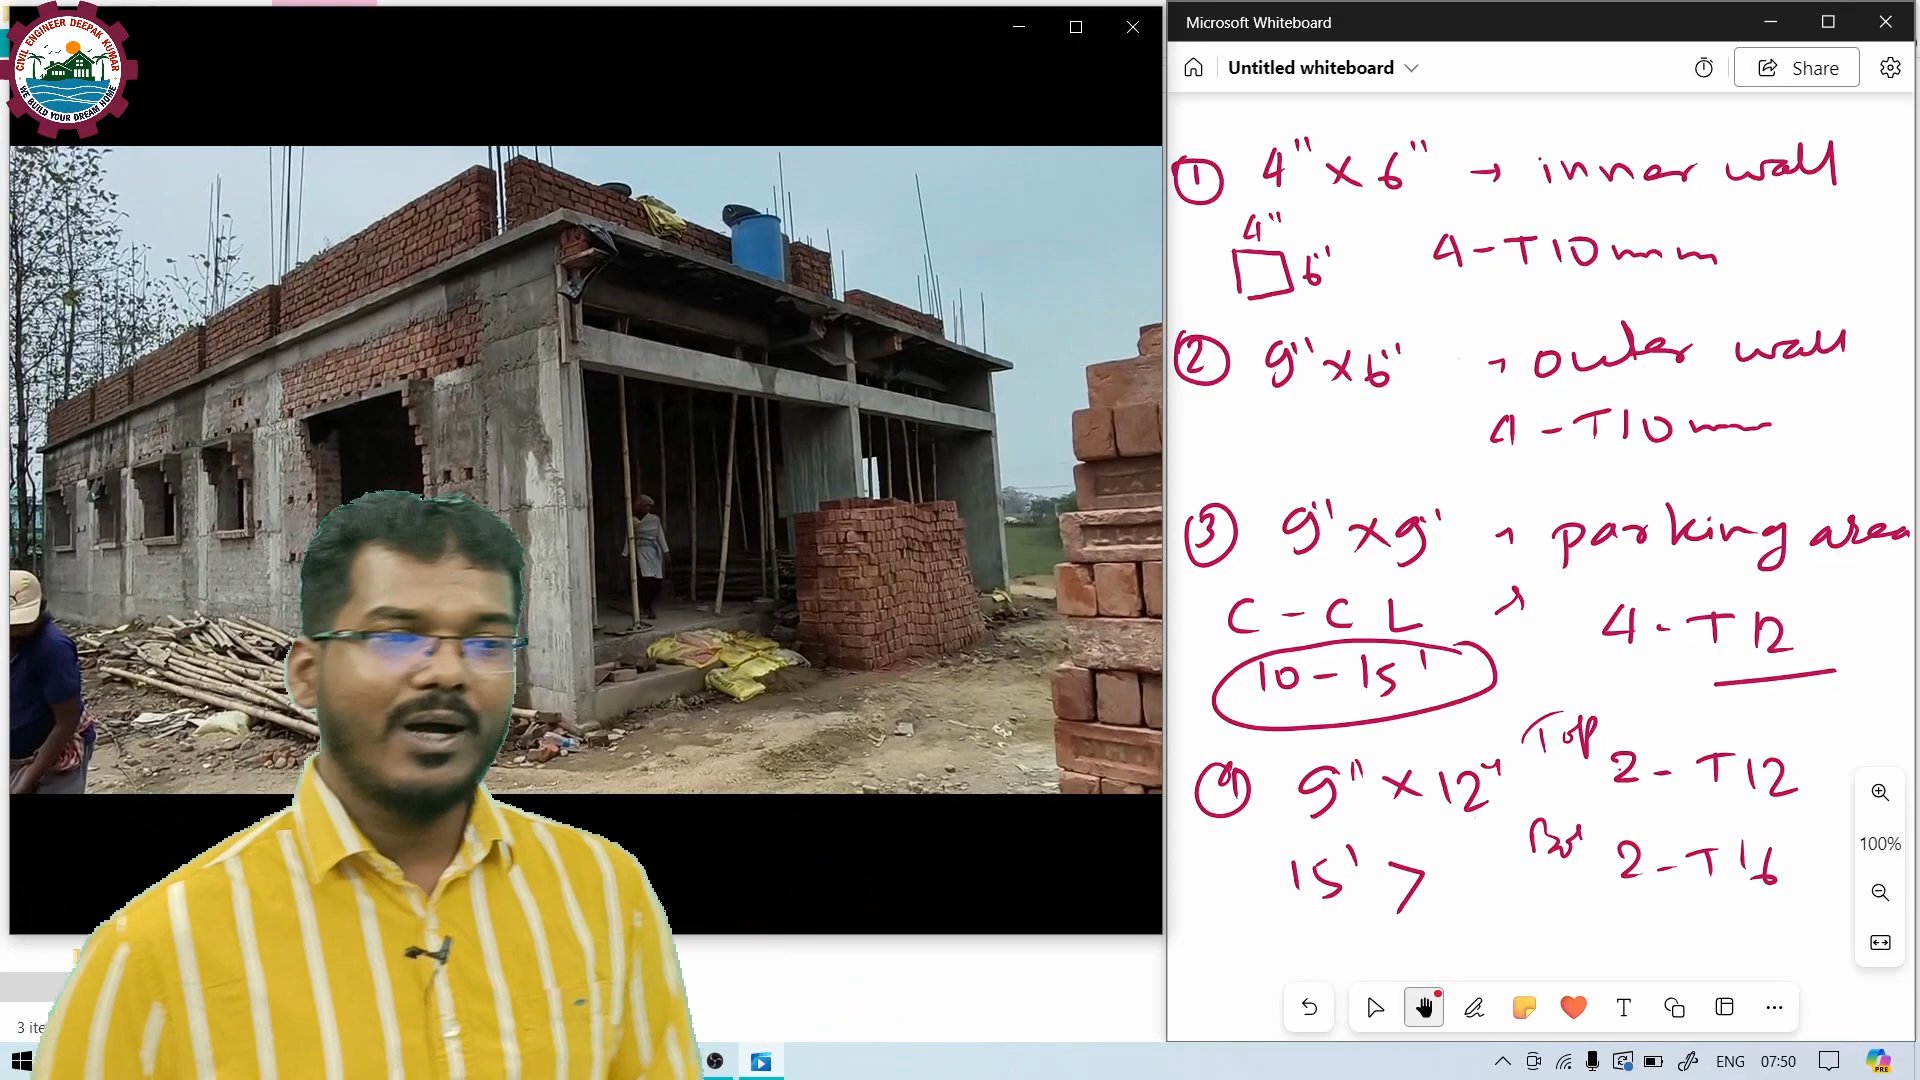 CIVIL ENGINEER DEEPAK KUMAR
WE BUILD YOUR DREAM HOME
Microsoft Whiteboard
Untitled whiteboard
Share
① 4" x 6" → inner wall
4"
6"
4-T10mm
② 9" x 6" → outer wall
4-T10mm
③ 9" x 9" → parking area
C-C L → 4-T12
10-15'
④ 9" x 12" Top 2-T12
15' > Bot 2-T16
100%
3 ite
ENG 07:50
PRE